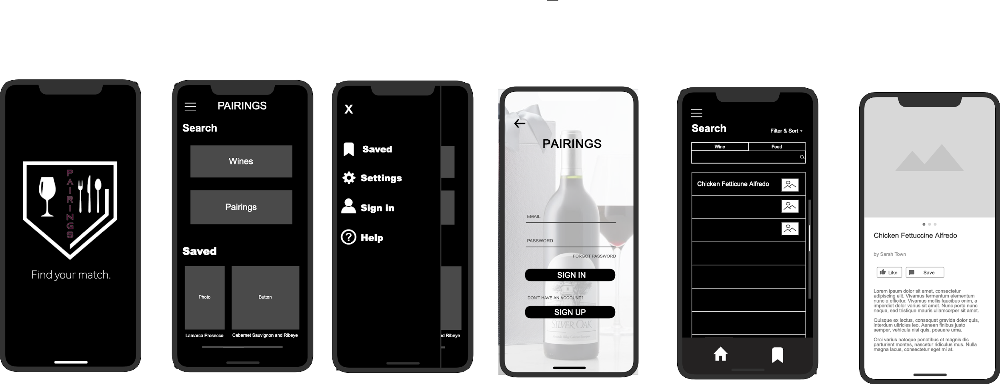 PAIRINGS
Find your match.
PAIRINGS
Search
Wines
Pairings
Saved
Photo
Button
Lamarca Prosecco
Cabernet Sauvignon and Ribeye
X
Saved
Settings
Sign in
? Help
nd Ribeye
PAIRINGS
EMAIL
PASSWORD
FORGOT PASSWORD
SIGN IN
DON'T HAVE AN ACCOUNT?
SIGN UP
SILVER OAK
Alexander Valley Cabernet Sauvignon
Search
Filter & Sort
Wine Food
Chicken Fetticune Alfredo
Chicken Fettuccine Alfredo
by Sarah Town
Like Save
Lorem ipsum dolor sit amet, consectetur
adipiscing elit. Vivamus fermentum elementum
nunc a efficitur. Vivamus mollis faucibus enim, a
imperdiet dolor varius sit amet. Nunc porta nunc
neque, sed tristique mauris ullamcorper sit amet.
Quisque ex lectus, consequat gravida dolor quis,
interdum ultricies leo. Aenean finibus justo
semper, vehicula nisi quis, posuere urna.
Orci varius natoque penatibus et magnis dis
parturient montes, nascetur ridiculus mus. Nulla
magna lacus, consectetur eget mi at.